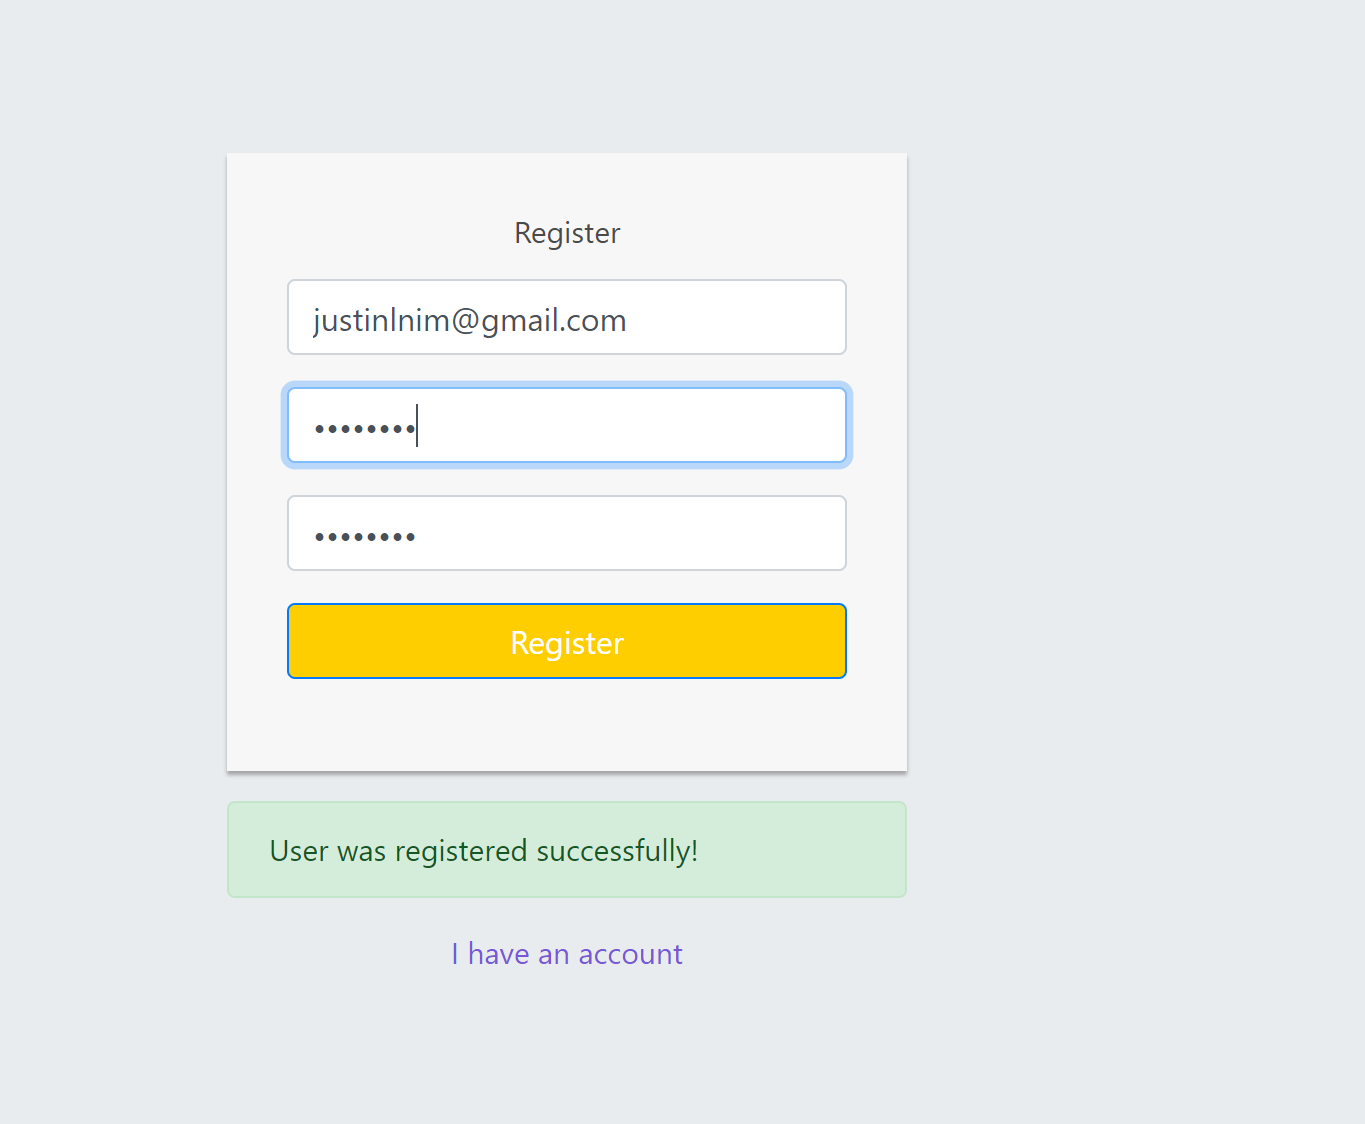 Register
justinlnim@gmail.com
••••••••
••••••••
Register
User was registered successfully!
I have an account